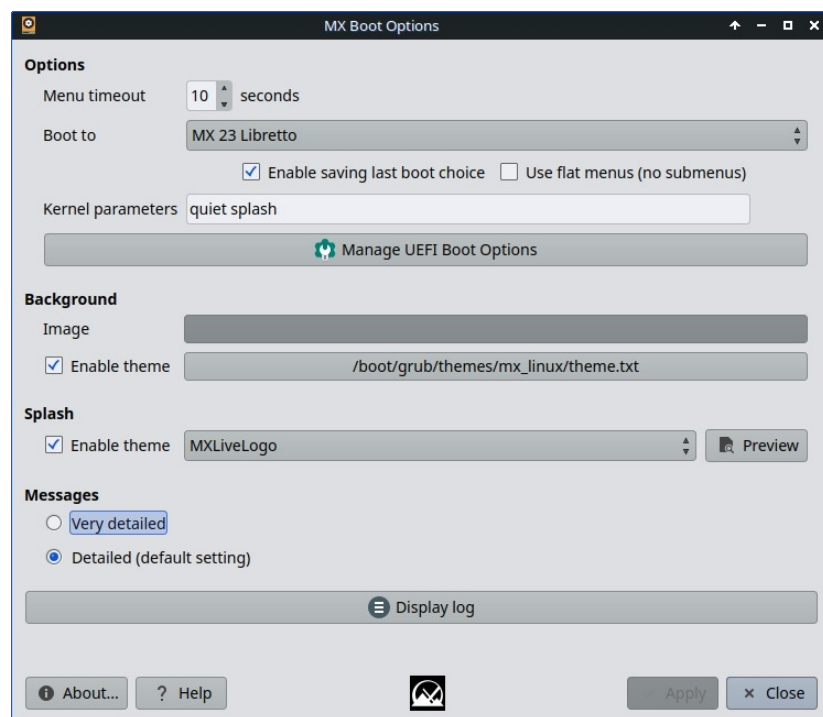 MX Boot Options
Options
Menu timeout 10 seconds
Boot to MX 23 Libretto
Enable saving last boot choice Use flat menus (no submenus)
Kernel parameters quiet splash
Manage UEFI Boot Options
Background
Image
Enable theme /boot/grub/themes/mx_linux/theme.txt
Splash
Enable theme MXLiveLogo Preview
Messages
Very detailed
Detailed (default setting)
Display log
About... ? Help Apply Close